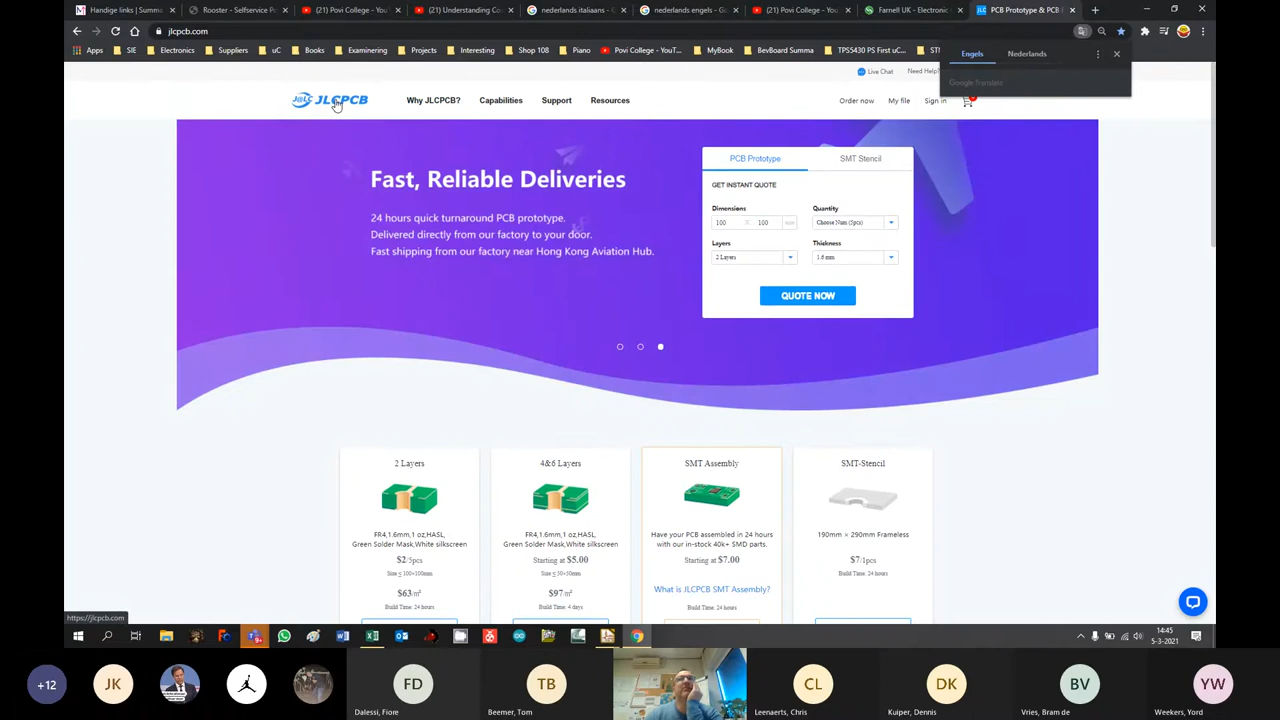 Handige links | Summa
Rooster - Selfservice P
(21) Povi College - You
(21) Understanding Co
nederlands italiaans - G
nederlands engels - Go
(21) Povi College - You
Farnell UK - Electronic
PCB Prototype & PCB
jlcpcb.com
Apps
SIE
Electronics
Suppliers
uC
Books
Examinering
Projects
Interesting
Shop 108
Piano
Povi College - YouT...
MyBook
BevBoard Summa
TPS5430 PS First uC...
Engels
Nederlands
Google Translate
Live Chat
Need Help?
J@LC JLCPCB
Why JLCPCB?
Capabilities
Support
Resources
Order now
My file
Sign in
Fast, Reliable Deliveries
24 hours quick turnaround PCB prototype.
Delivered directly from our factory to your door.
Fast shipping from our factory near Hong Kong Aviation Hub.
PCB Prototype
SMT Stencil
GET INSTANT QUOTE
Dimensions
Quantity
100 X 100 mm
Choose Num (5pcs)
Layers
Thickness
2 Layers
1.6 mm
QUOTE NOW
2 Layers
FR4,1.6mm,1 oz,HASL,
Green Solder Mask,White silkscreen
$2/5pcs
Size ≤ 100×100mm
$63/㎡
Build Time: 24 hours
4&6 Layers
FR4,1.6mm,1 oz,HASL,
Green Solder Mask,White silkscreen
Starting at $5.00
Size ≤ 50×50mm
$97/㎡
Build Time: 4 days
SMT Assembly
Have your PCB assembled in 24 hours
with our in-stock 40k+ SMD parts.
Starting at $7.00
What is JLCPCB SMT Assembly?
Build Time: 24 hours
SMT-Stencil
190mm × 290mm Frameless
$7/1pcs
Build Time: 24 hours
https://jlcpcb.com
14:45
5-3-2021
+12
JK
FD
TB
CL
DK
BV
YW
Dalessi, Fiore
Beemer, Tom
Leenaerts, Chris
Kuiper, Dennis
Vries, Bram de
Weekers, Yord